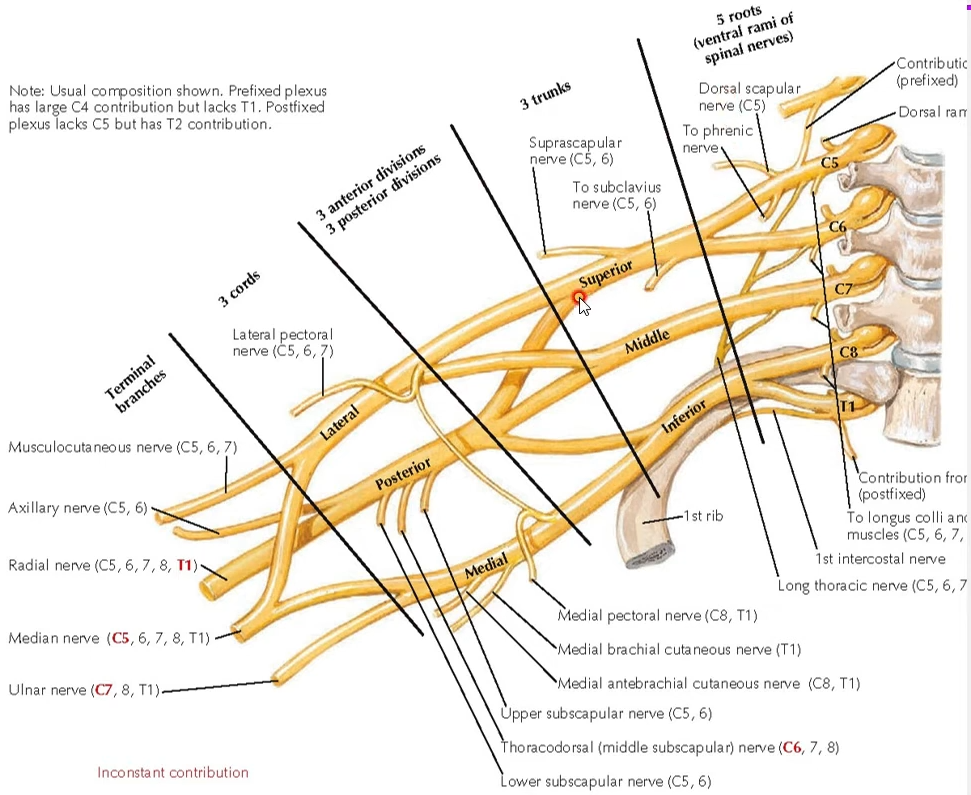 5 roots
(ventral rami of
spinal nerves)
3 trunks
3 anterior divisions
3 posterior divisions
3 cords
Terminal
branches
Note: Usual composition shown. Prefixed plexus
has large C4 contribution but lacks T1. Postfixed
plexus lacks C5 but has T2 contribution.
Contributic
(prefixed)
Dorsal ram
Dorsal scapular
nerve (C5)
To phrenic
nerve
Suprascapular
nerve (C5, 6)
To subclavius
nerve (C5, 6)
C5
C6
C7
C8
T1
Superior
Middle
Inferior
Lateral pectoral
nerve (C5, 6, 7)
Lateral
Posterior
Medial
Musculocutaneous nerve (C5, 6, 7)
Axillary nerve (C5, 6)
Radial nerve (C5, 6, 7, 8, T1)
Median nerve (C5, 6, 7, 8, T1)
Ulnar nerve (C7, 8, T1)
1st rib
Contribution fror
(postfixed)
To longus colli and
muscles (C5, 6, 7,
1st intercostal nerve
Long thoracic nerve (C5, 6, 7
Medial pectoral nerve (C8, T1)
Medial brachial cutaneous nerve (T1)
Medial antebrachial cutaneous nerve (C8, T1)
Upper subscapular nerve (C5, 6)
Thoracodorsal (middle subscapular) nerve (C6, 7, 8)
Lower subscapular nerve (C5, 6)
Inconstant contribution